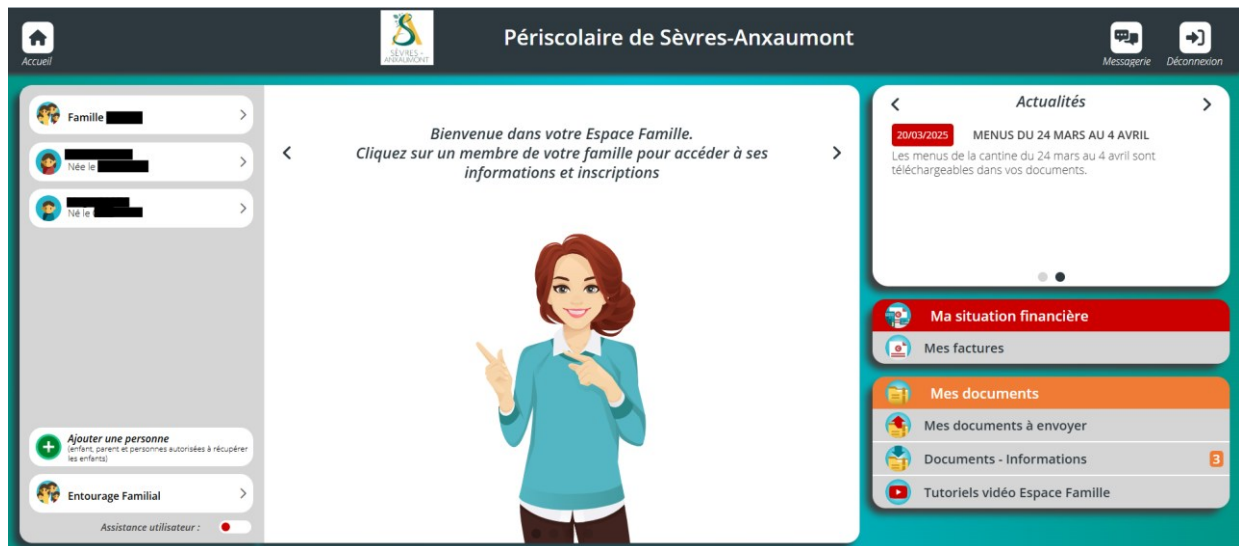 Accueil
SÈVRES-
ANXAUMONT
Périscolaire de Sèvres-Anxaumont
Messagerie
Déconnexion
Famille
Née le
Né le
Ajouter une personne
(enfant, parent et personnes autorisées à récupérer
les enfants)
Entourage Familial
Assistance utilisateur :
Bienvenue dans votre Espace Famille.
Cliquez sur un membre de votre famille pour accéder à ses
informations et inscriptions
Actualités
20/03/2025 MENUS DU 24 MARS AU 4 AVRIL
Les menus de la cantine du 24 mars au 4 avril sont
téléchargeables dans vos documents.
Ma situation financière
Mes factures
Mes documents
Mes documents à envoyer
Documents - Informations 3
Tutoriels vidéo Espace Famille